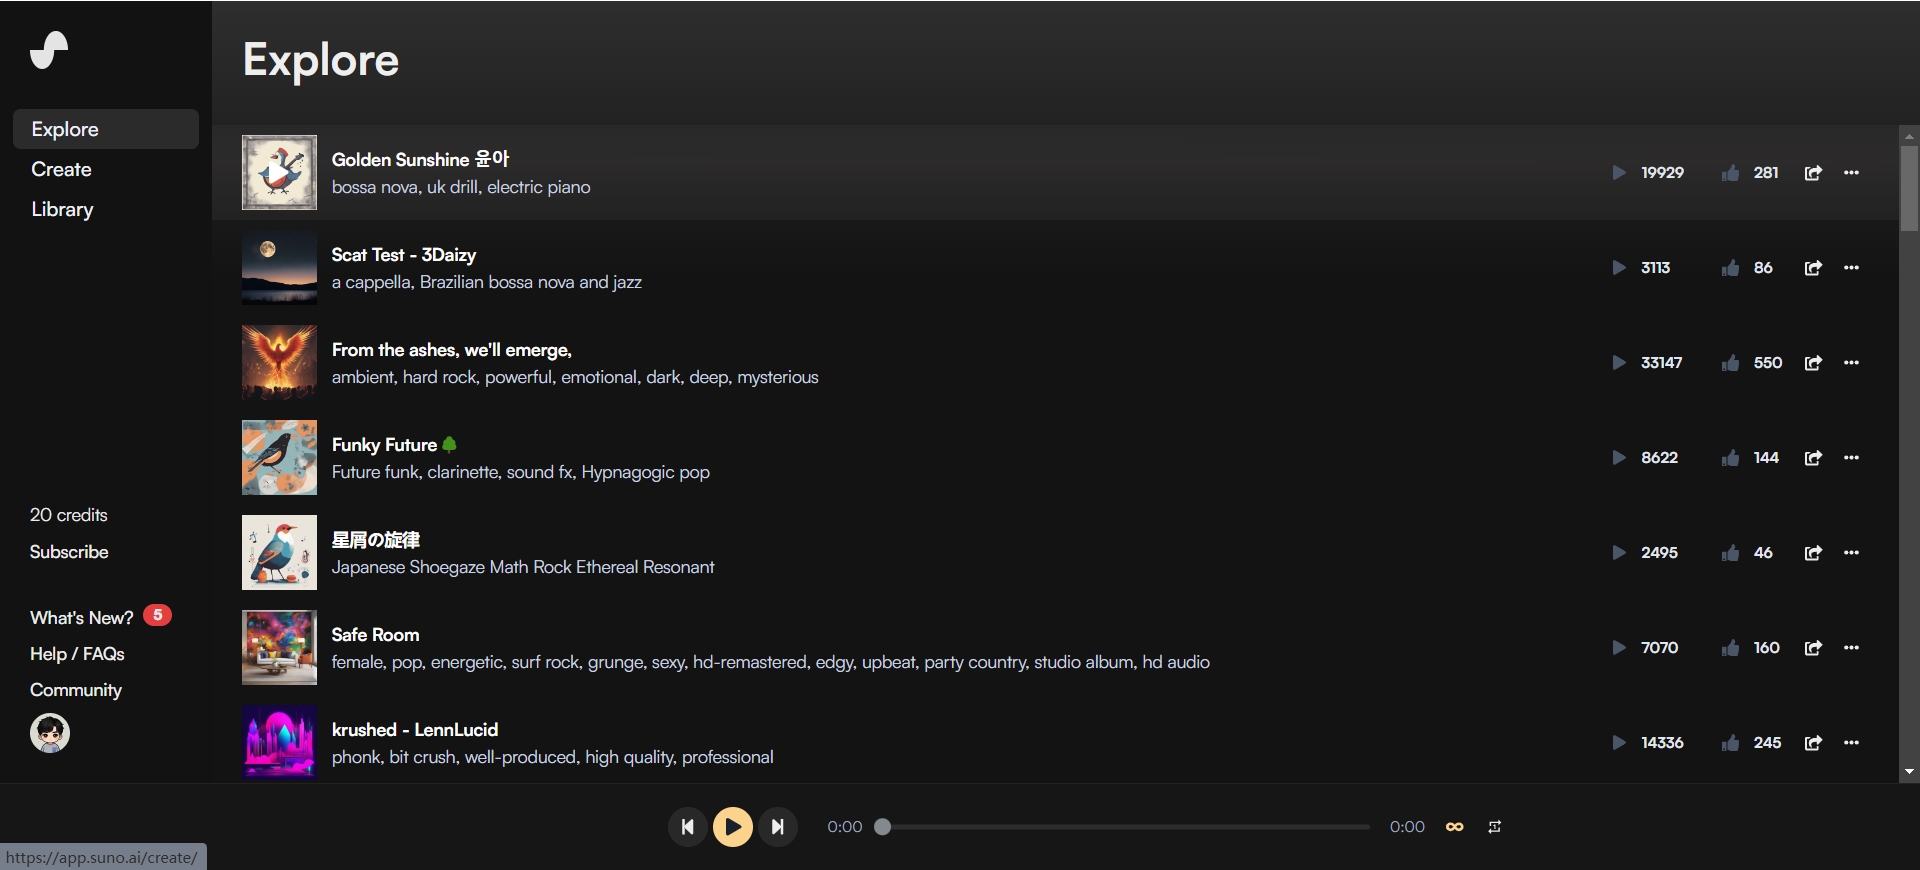 Explore
Create
Library
20 credits
Subscribe
What's New? 5
Help / FAQs
Community
Explore
Golden Sunshine 윤아
bossa nova, uk drill, electric piano
19929 281
Scat Test - 3Daizy
a cappella, Brazilian bossa nova and jazz
3113 86
From the ashes, we'll emerge,
ambient, hard rock, powerful, emotional, dark, deep, mysterious
33147 550
Funky Future
Future funk, clarinette, sound fx, Hypnagogic pop
8622 144
星屑の旋律
Japanese Shoegaze Math Rock Ethereal Resonant
2495 46
Safe Room
female, pop, energetic, surf rock, grunge, sexy, hd-remastered, edgy, upbeat, party country, studio album, hd audio
7070 160
krushed - LennLucid
phonk, bit crush, well-produced, high quality, professional
14336 245
0:00 0:00
https://app.suno.ai/create/